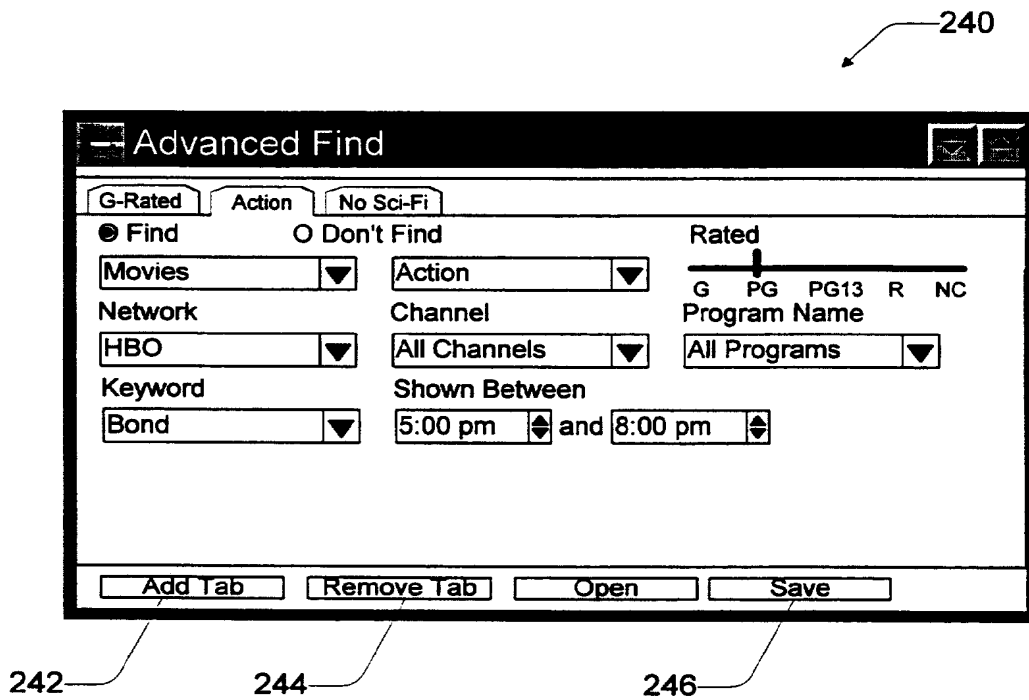 240
Advanced Find
G-Rated Action No Sci-Fi
Find Don't Find Rated
Movies Action
G PG PG13 R NC
Network Channel Program Name
HBO All Channels All Programs
Keyword Shown Between
Bond 5:00 pm and 8:00 pm
Add Tab Remove Tab Open Save
242 244 246